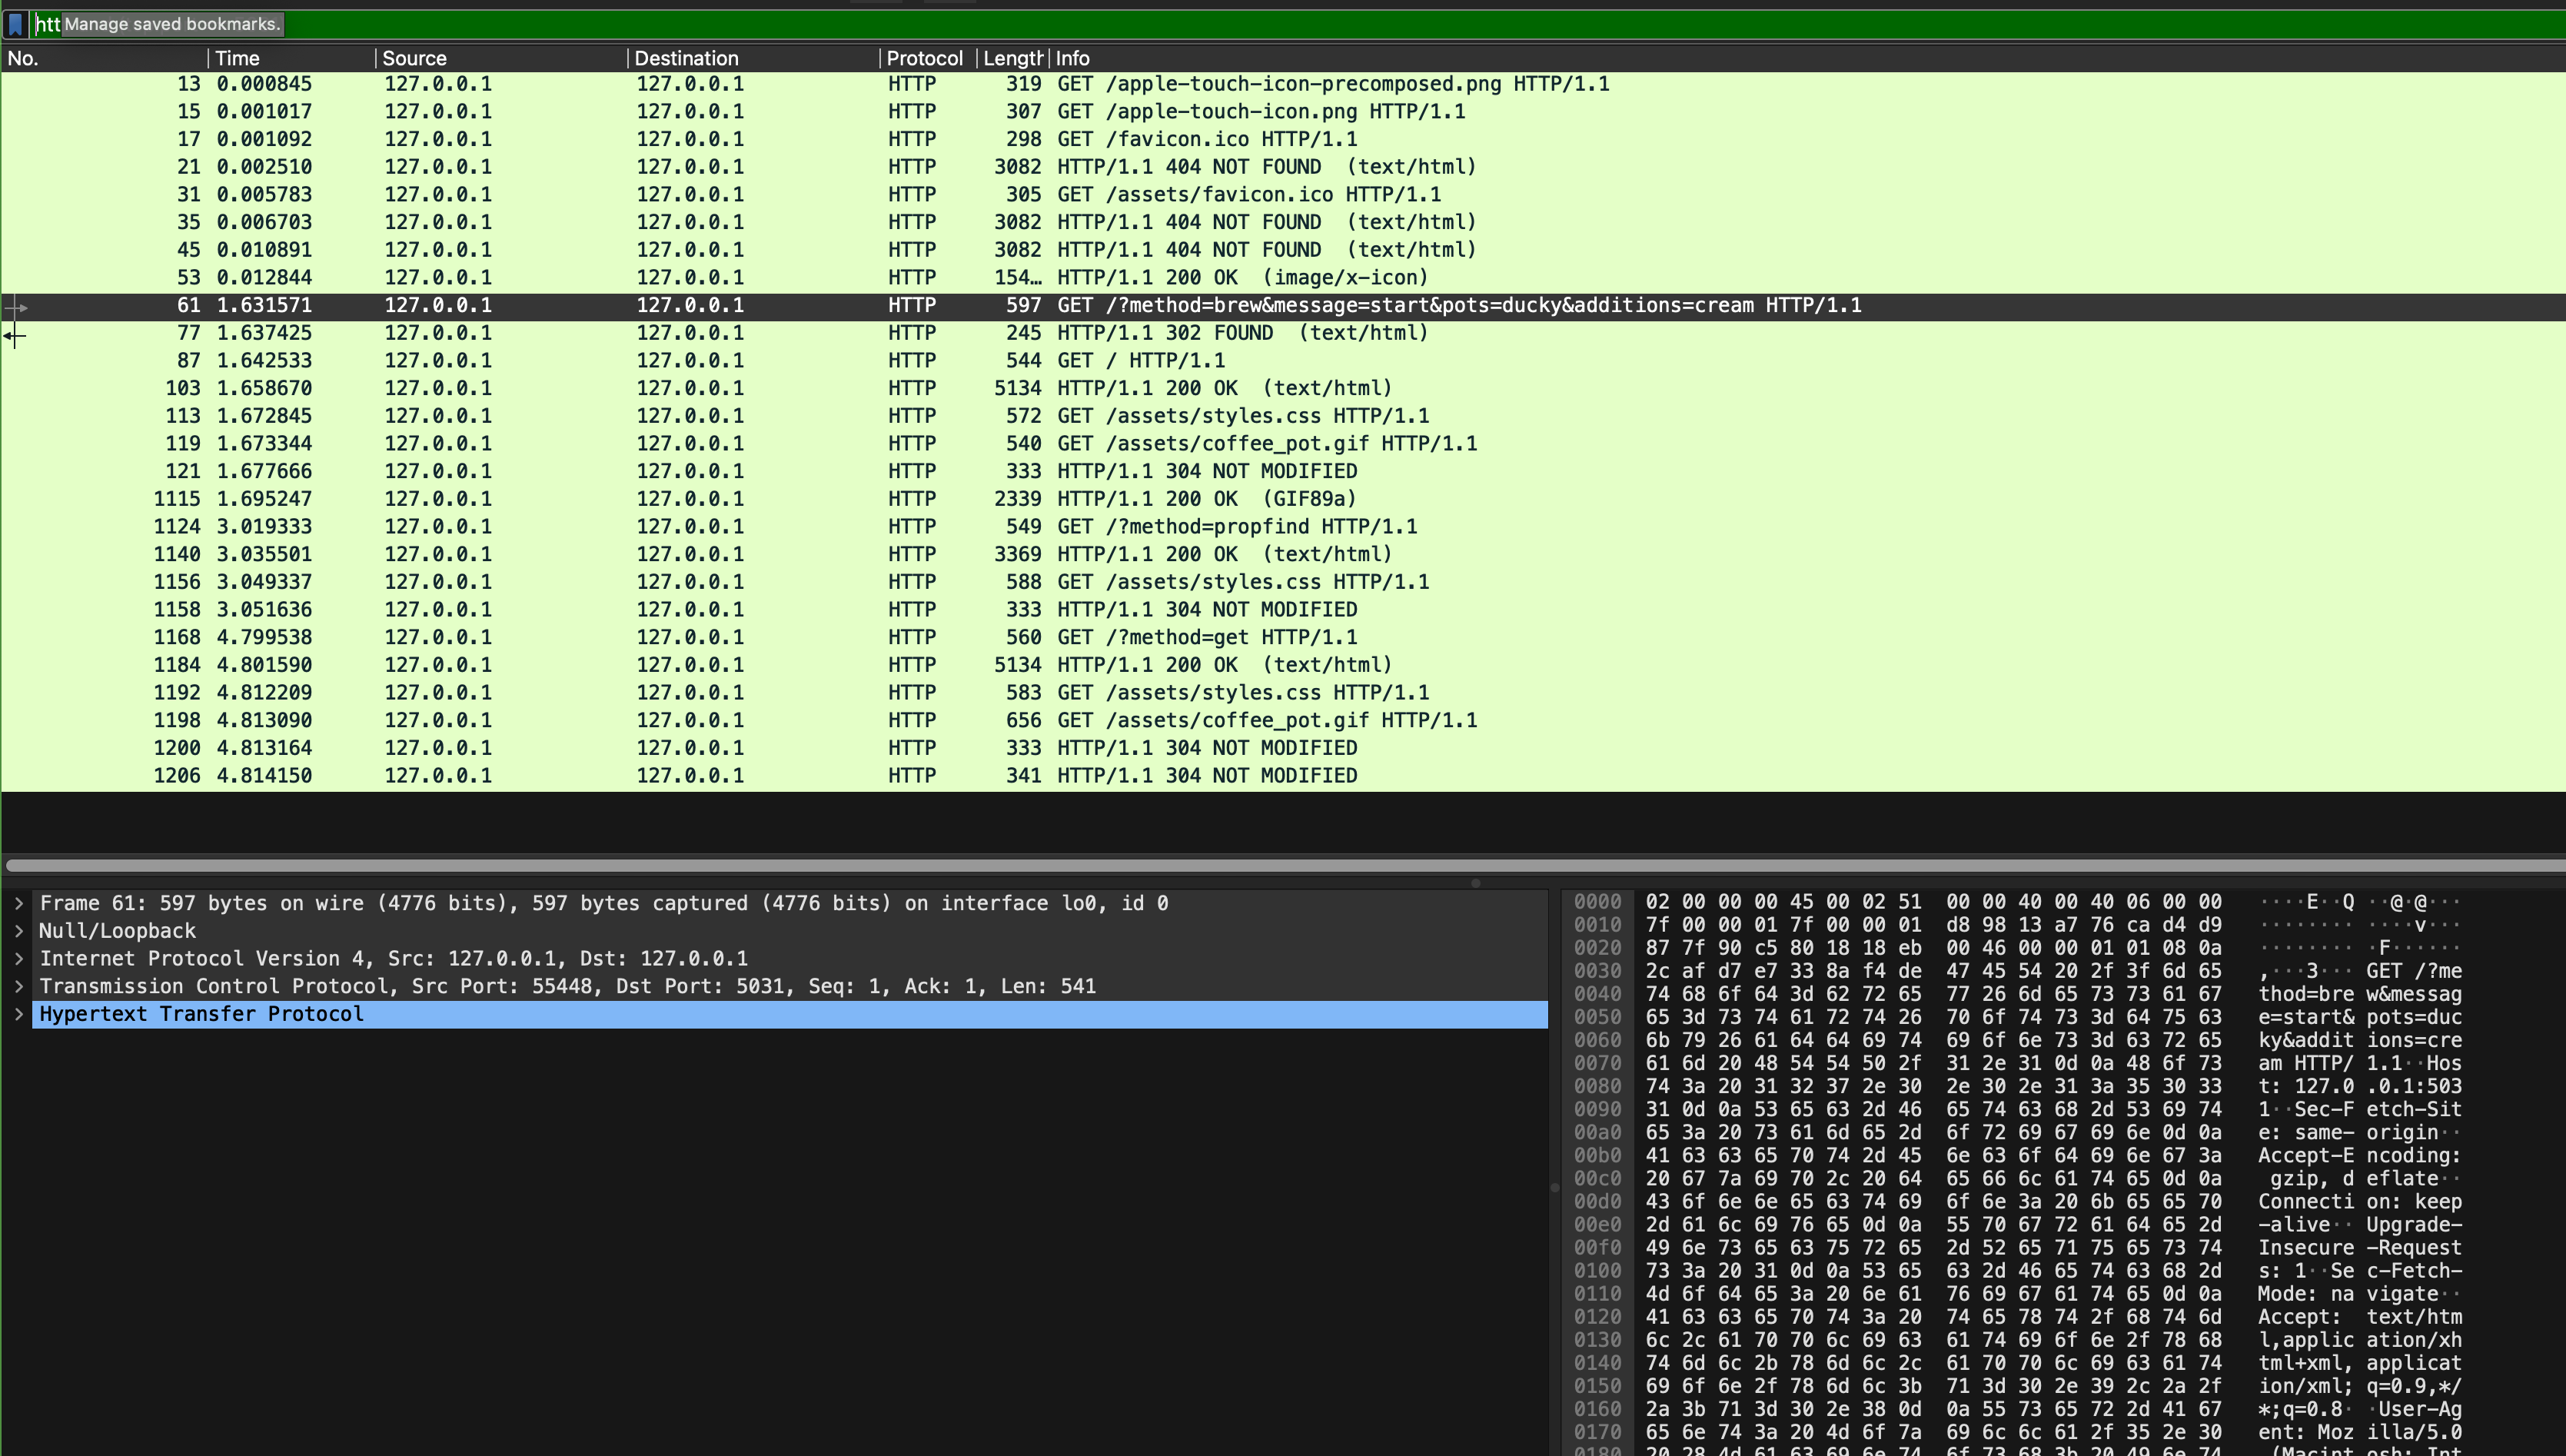 htt Manage saved bookmarks.
No. Time Source Destination Protocol Length Info
13 0.000845 127.0.0.1 127.0.0.1 HTTP 319 GET /apple-touch-icon-precomposed.png HTTP/1.1
15 0.001017 127.0.0.1 127.0.0.1 HTTP 307 GET /apple-touch-icon.png HTTP/1.1
17 0.001092 127.0.0.1 127.0.0.1 HTTP 298 GET /favicon.ico HTTP/1.1
21 0.002510 127.0.0.1 127.0.0.1 HTTP 3082 HTTP/1.1 404 NOT FOUND (text/html)
31 0.005783 127.0.0.1 127.0.0.1 HTTP 305 GET /assets/favicon.ico HTTP/1.1
35 0.006703 127.0.0.1 127.0.0.1 HTTP 3082 HTTP/1.1 404 NOT FOUND (text/html)
45 0.010891 127.0.0.1 127.0.0.1 HTTP 3082 HTTP/1.1 404 NOT FOUND (text/html)
53 0.012844 127.0.0.1 127.0.0.1 HTTP 154… HTTP/1.1 200 OK (image/x-icon)
61 1.631571 127.0.0.1 127.0.0.1 HTTP 597 GET /?method=brew&message=start&pots=ducky&additions=cream HTTP/1.1
77 1.637425 127.0.0.1 127.0.0.1 HTTP 245 HTTP/1.1 302 FOUND (text/html)
87 1.642533 127.0.0.1 127.0.0.1 HTTP 544 GET / HTTP/1.1
103 1.658670 127.0.0.1 127.0.0.1 HTTP 5134 HTTP/1.1 200 OK (text/html)
113 1.672845 127.0.0.1 127.0.0.1 HTTP 572 GET /assets/styles.css HTTP/1.1
119 1.673344 127.0.0.1 127.0.0.1 HTTP 540 GET /assets/coffee_pot.gif HTTP/1.1
121 1.677666 127.0.0.1 127.0.0.1 HTTP 333 HTTP/1.1 304 NOT MODIFIED
1115 1.695247 127.0.0.1 127.0.0.1 HTTP 2339 HTTP/1.1 200 OK (GIF89a)
1124 3.019333 127.0.0.1 127.0.0.1 HTTP 549 GET /?method=propfind HTTP/1.1
1140 3.035501 127.0.0.1 127.0.0.1 HTTP 3369 HTTP/1.1 200 OK (text/html)
1156 3.049337 127.0.0.1 127.0.0.1 HTTP 588 GET /assets/styles.css HTTP/1.1
1158 3.051636 127.0.0.1 127.0.0.1 HTTP 333 HTTP/1.1 304 NOT MODIFIED
1168 4.799538 127.0.0.1 127.0.0.1 HTTP 560 GET /?method=get HTTP/1.1
1184 4.801590 127.0.0.1 127.0.0.1 HTTP 5134 HTTP/1.1 200 OK (text/html)
1192 4.812209 127.0.0.1 127.0.0.1 HTTP 583 GET /assets/styles.css HTTP/1.1
1198 4.813090 127.0.0.1 127.0.0.1 HTTP 656 GET /assets/coffee_pot.gif HTTP/1.1
1200 4.813164 127.0.0.1 127.0.0.1 HTTP 333 HTTP/1.1 304 NOT MODIFIED
1206 4.814150 127.0.0.1 127.0.0.1 HTTP 341 HTTP/1.1 304 NOT MODIFIED
Frame 61: 597 bytes on wire (4776 bits), 597 bytes captured (4776 bits) on interface lo0, id 0
Null/Loopback
Internet Protocol Version 4, Src: 127.0.0.1, Dst: 127.0.0.1
Transmission Control Protocol, Src Port: 55448, Dst Port: 5031, Seq: 1, Ack: 1, Len: 541
Hypertext Transfer Protocol
0000 02 00 00 00 45 00 02 51 00 00 40 00 40 06 00 00 ····E··Q ··@·@···
0010 7f 00 00 01 7f 00 00 01 d8 98 13 a7 76 ca d4 d9 ········ ····v···
0020 87 7f 90 c5 80 18 18 eb 00 46 00 00 01 01 08 0a ········ ·F······
0030 2c af d7 e7 33 8a f4 de 47 45 54 20 2f 3f 6d 65 ,···3··· GET /?me
0040 74 68 6f 64 3d 62 72 65 77 26 6d 65 73 73 61 67 thod=bre w&messag
0050 65 3d 73 74 61 72 74 26 70 6f 74 73 3d 64 75 63 e=start& pots=duc
0060 6b 79 26 61 64 64 69 74 69 6f 6e 73 3d 63 72 65 ky&addit ions=cre
0070 61 6d 20 48 54 54 50 2f 31 2e 31 0d 0a 48 6f 73 am HTTP/ 1.1··Hos
0080 74 3a 20 31 32 37 2e 30 2e 30 2e 31 3a 35 30 33 t: 127.0 .0.1:503
0090 31 0d 0a 53 65 63 2d 46 65 74 63 68 2d 53 69 74 1··Sec-F etch-Sit
00a0 65 3a 20 73 61 6d 65 2d 6f 72 69 67 69 6e 0d 0a e: same- origin··
00b0 41 63 63 65 70 74 2d 45 6e 63 6f 64 69 6e 67 3a Accept-E ncoding:
00c0 20 67 7a 69 70 2c 20 64 65 66 6c 61 74 65 0d 0a gzip, d eflate··
00d0 43 6f 6e 6e 65 63 74 69 6f 6e 3a 20 6b 65 65 70 Connecti on: keep
00e0 2d 61 6c 69 76 65 0d 0a 55 70 67 72 61 64 65 2d -alive·· Upgrade-
00f0 49 6e 73 65 63 75 72 65 2d 52 65 71 75 65 73 74 Insecure -Request
0100 73 3a 20 31 0d 0a 53 65 63 2d 46 65 74 63 68 2d s: 1··Se c-Fetch-
0110 4d 6f 64 65 3a 20 6e 61 76 69 67 61 74 65 0d 0a Mode: na vigate··
0120 41 63 63 65 70 74 3a 20 74 65 78 74 2f 68 74 6d Accept: text/htm
0130 6c 2c 61 70 70 6c 69 63 61 74 69 6f 6e 2f 78 68 l,applic ation/xh
0140 74 6d 6c 2b 78 6d 6c 2c 61 70 70 6c 69 63 61 74 tml+xml, applicat
0150 69 6f 6e 2f 78 6d 6c 3b 71 3d 30 2e 39 2c 2a 2f ion/xml; q=0.9,*/
0160 2a 3b 71 3d 30 2e 38 0d 0a 55 73 65 72 2d 41 67 *;q=0.8· ·User-Ag
0170 65 6e 74 3a 20 4d 6f 7a 69 6c 6c 61 2f 35 2e 30 ent: Moz illa/5.0
0180 20 28 4d 61 63 69 6e 74 6f 73 68 3b 20 49 6e 74 (Macint osh; Int